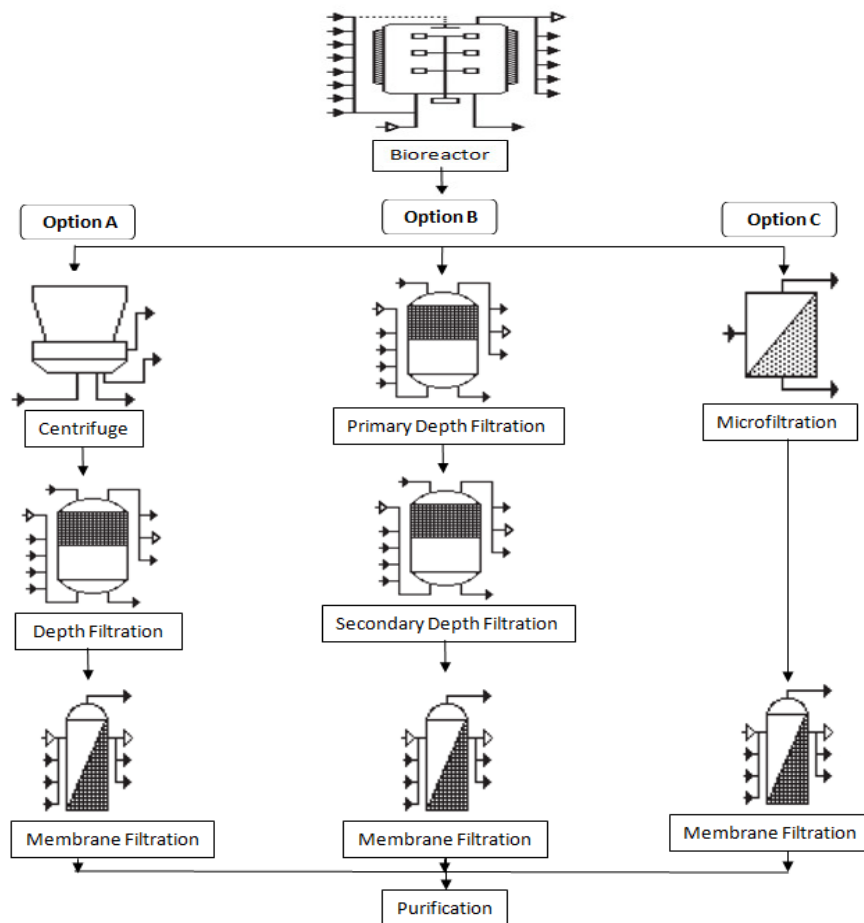 Bioreactor
Option A
Option B
Option C
Centrifuge
Primary Depth Filtration
Microfiltration
Depth Filtration
Secondary Depth Filtration
Membrane Filtration
Membrane Filtration
Membrane Filtration
Purification